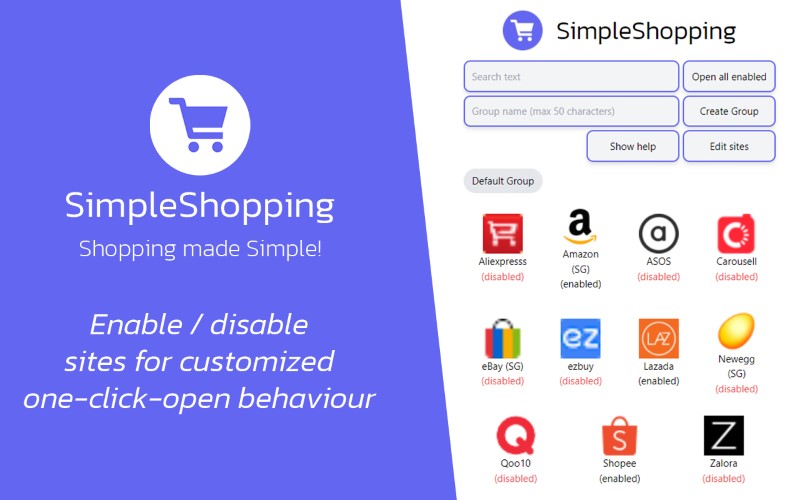 SimpleShopping
Shopping made Simple!
Enable / disable
sites for customized
one-click-open behaviour
SimpleShopping
Search text
Open all enabled
Group name (max 50 characters)
Create Group
Show help
Edit sites
Default Group
Aliexpresss
(disabled)
a
Amazon
(SG)
(enabled)
a
ASOS
(disabled)
Carousell
(disabled)
eBay (SG)
(disabled)
ez
ezbuy
(disabled)
LAZ
Lazada
(enabled)
Newegg
(SG)
(disabled)
Qoo10
(disabled)
S
Shopee
(enabled)
Z
Zalora
(disabled)